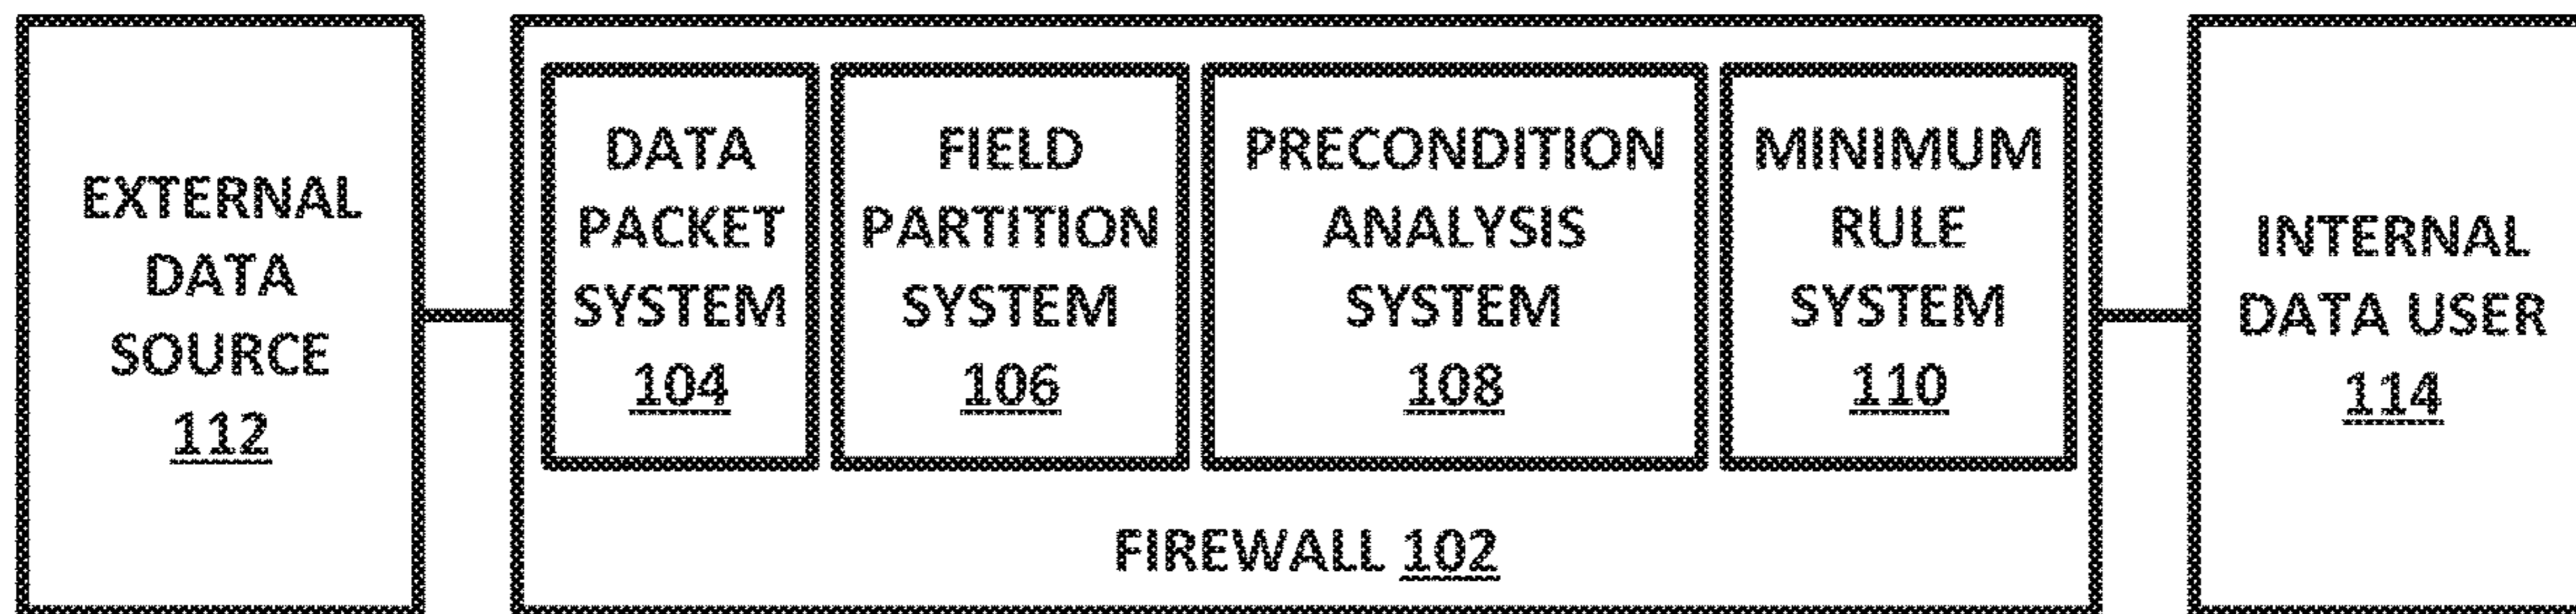 EXTERNAL
DATA
SOURCE
112
DATA
PACKET
SYSTEM
104
FIELD
PARTITION
SYSTEM
106
PRECONDITION
ANALYSIS
SYSTEM
108
MINIMUM
RULE
SYSTEM
110
FIREWALL 102
INTERNAL
DATA USER
114